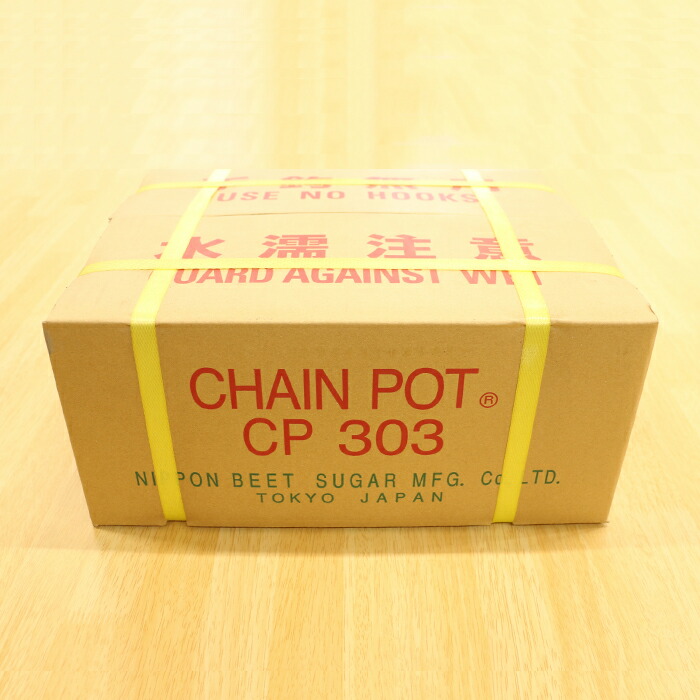 USE NO HOOKS
水濡注意
GUARD AGAINST WET
CHAIN POT®
CP 303
NIPPON BEET SUGAR MFG. Co., LTD.
TOKYO JAPAN